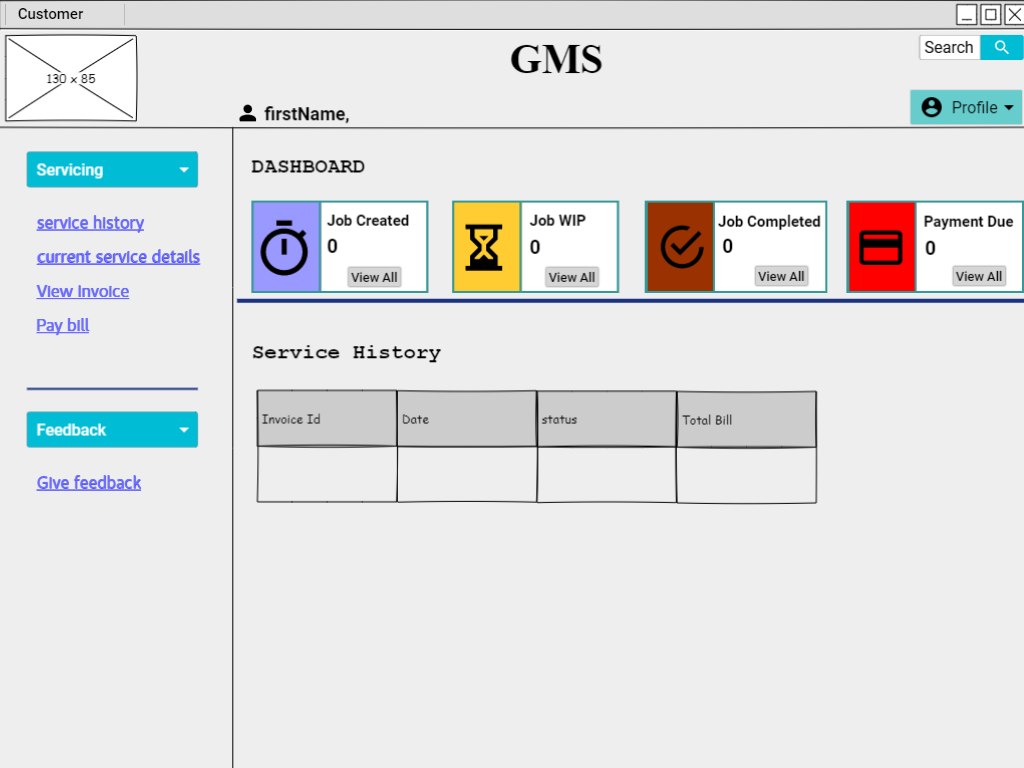 Customer
130 x 85
GMS
Search
firstName,
Profile
Servicing
service history
current service details
View Invoice
Pay bill
Feedback
Give feedback
DASHBOARD
Job Created
0
View All
Job WIP
0
View All
Job Completed
0
View All
Payment Due
0
View All
Service History
Invoice Id Date status Total Bill